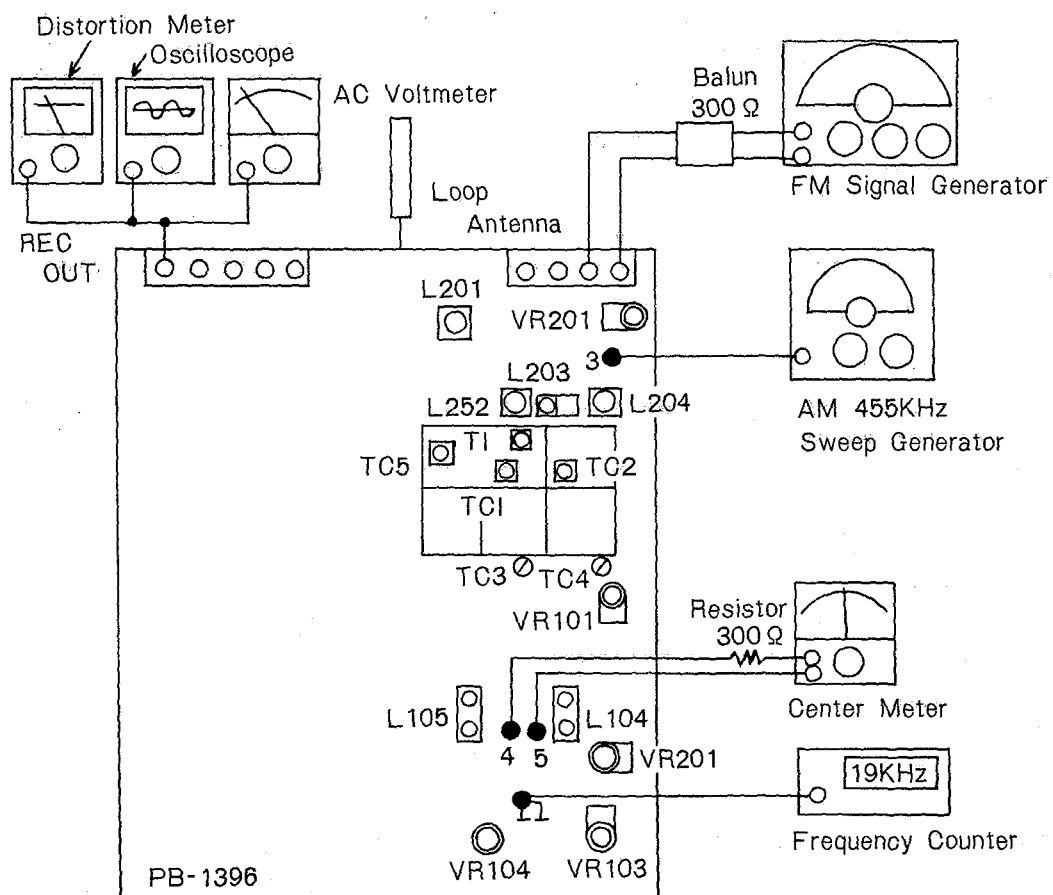 Distortion Meter
Oscilloscope
AC Voltmeter
Balun
300 Ω
FM Signal Generator
Loop
Antenna
REC
OUT
L201
VR201
3
L203
L252
L204
AM 455KHz
Sweep Generator
T1
TC5
TC2
TC1
TC3
TC4
VR101
Resistor
300 Ω
L105
L104
Center Meter
4
5
VR201
19KHz
Frequency Counter
VR104
VR103
PB-1396